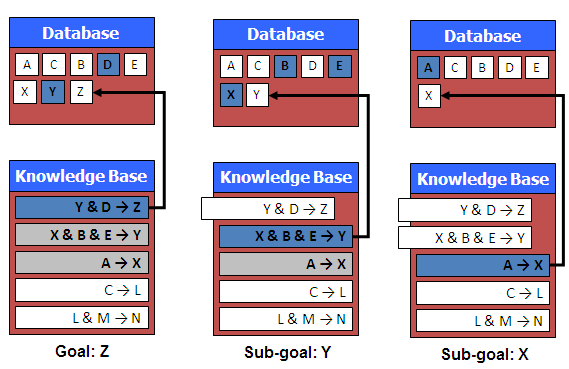 Database
A C B D E
X Y Z
Knowledge Base
Y & D → Z
X & B & E → Y
A → X
C → L
L & M → N
Goal: Z
Database
A C B D E
X Y
Knowledge Base
Y & D → Z
X & B & E → Y
A → X
C → L
L & M → N
Sub-goal: Y
Database
A C B D E
X
Knowledge Base
Y & D → Z
X & B & E → Y
A → X
C → L
L & M → N
Sub-goal: X